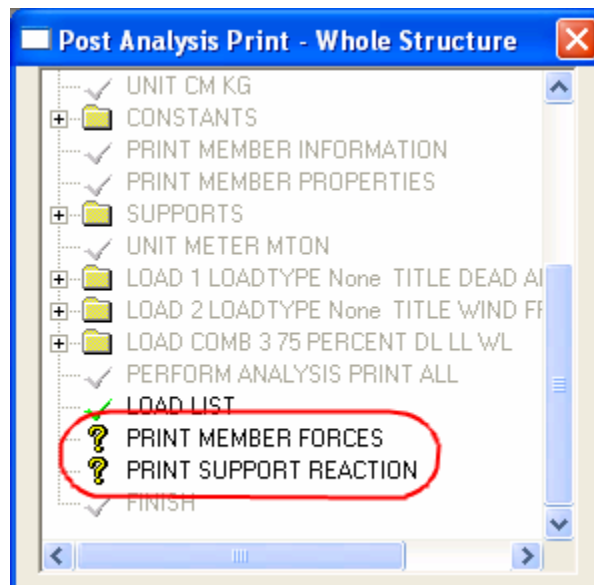 Post Analysis Print - Whole Structure
UNIT CM KG
CONSTANTS
PRINT MEMBER INFORMATION
PRINT MEMBER PROPERTIES
SUPPORTS
UNIT METER MTON
LOAD 1 LOADTYPE None TITLE DEAD
LOAD 2 LOADTYPE None TITLE WIND
LOAD COMB 3 75 PERCENT DL LL WL
PERFORM ANALYSIS PRINT ALL
LOAD LIST
PRINT MEMBER FORCES
PRINT SUPPORT REACTION
FINISH